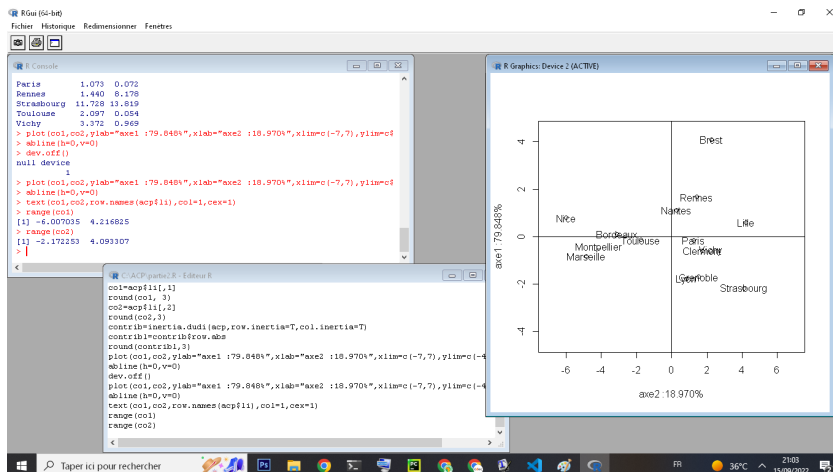 RGui (64-bit)
Fichier Historique Redimensionner Fenêtres
R Console
Paris 1.073 0.072
Rennes 1.440 8.178
Strasbourg 11.728 13.819
Toulouse 2.097 0.054
Vichy 3.372 0.969
> plot(co1,co2,ylab="axe1 :79.848%",xlab="axe2 :18.970%",xlim=c(-7,7),ylim=c$
> abline(h=0,v=0)
> dev.off()
null device
1
> plot(co1,co2,ylab="axe1 :79.848%",xlab="axe2 :18.970%",xlim=c(-7,7),ylim=c$
> abline(h=0,v=0)
> text(co1,co2,row.names(acp$li),col=1,cex=1)
> range(co1)
[1] -6.007035 4.216825
> range(co2)
[1] -2.172253 4.093307
>
C:\ACP\partie2.R - Editeur R
co1=acp$li[,1]
round(co1, 3)
co2=acp$li[,2]
round(co2,3)
contrib=inertia.dudi(acp,row.inertia=T,col.inertia=T)
contrib1=contrib$row.abs
round(contrib1,3)
plot(co1,co2,ylab="axe1 :79.848%",xlab="axe2 :18.970%",xlim=c(-7,7),ylim=c(-4
abline(h=0,v=0)
dev.off()
plot(co1,co2,ylab="axe1 :79.848%",xlab="axe2 :18.970%",xlim=c(-7,7),ylim=c(-4
abline(h=0,v=0)
text(co1,co2,row.names(acp$li),col=1,cex=1)
range(co1)
range(co2)
R Graphics: Device 2 (ACTIVE)
Brest
Rennes
Nantes
Nice
Lille
Bordeaux
Toulouse
Paris
Montpellier
Vichy
Clermont
Marseille
Lyon
Grenoble
Strasbourg
4
2
0
-2
-4
axe1 :79.848%
-6 -4 -2 0 2 4 6
axe2 :18.970%
Taper ici pour rechercher
FR
36°C
21:03
15/09/2022